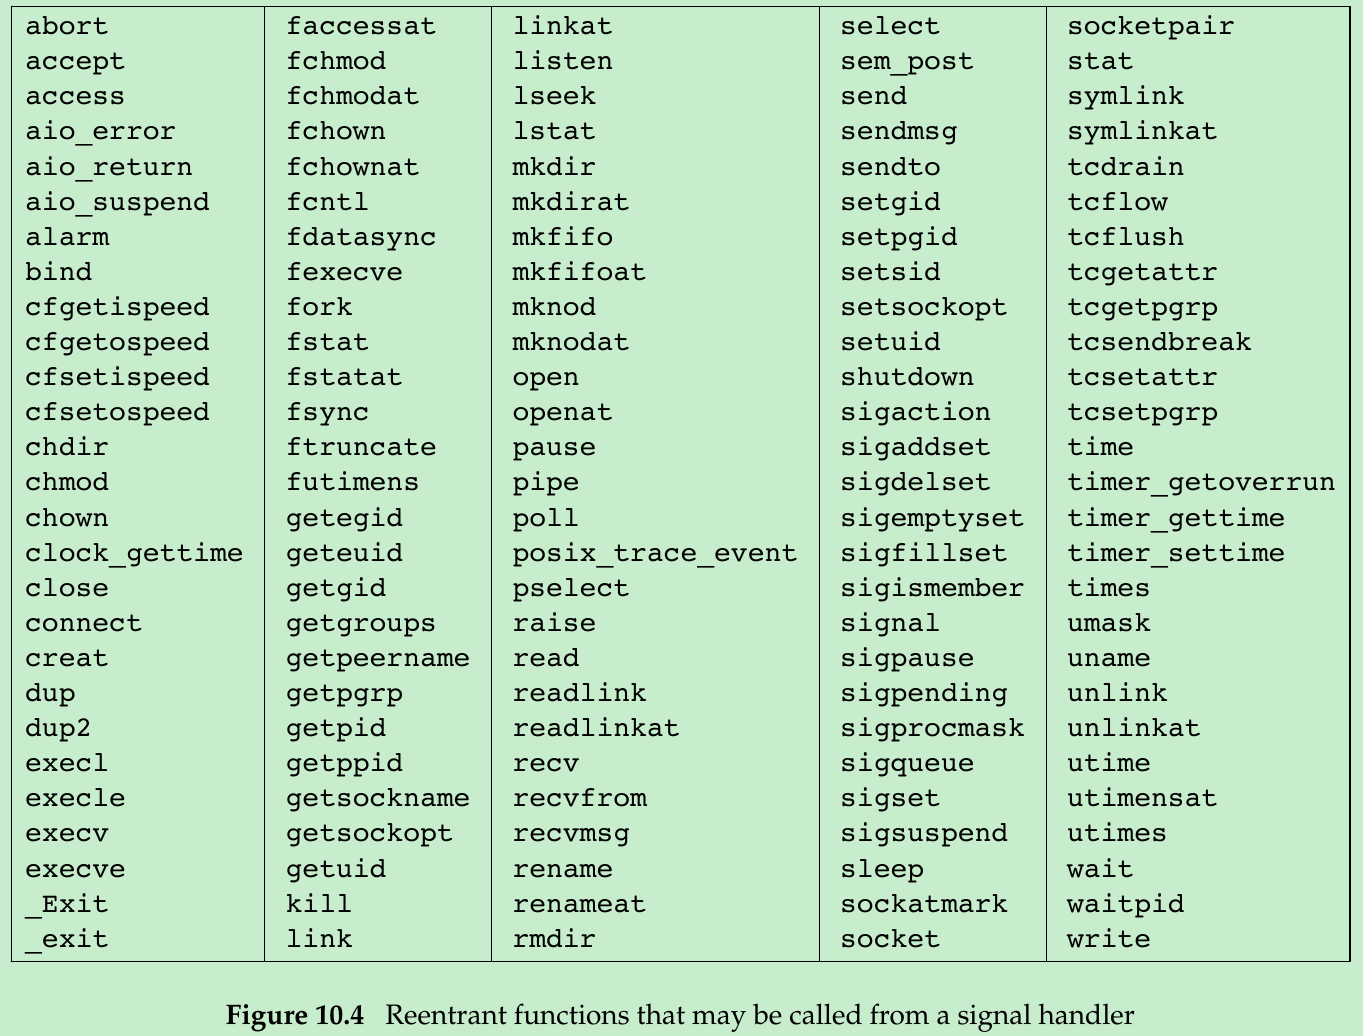 abort faccessat linkat select socketpair
accept fchmod listen sem_post stat
access fchmodat lseek send symlink
aio_error fchown lstat sendmsg symlinkat
aio_return fchownat mkdir sendto tcdrain
aio_suspend fcntl mkdirat setgid tcflow
alarm fdatasync mkfifo setpgid tcflush
bind fexecve mkfifoat setsid tcgetattr
cfgetispeed fork mknod setsockopt tcgetpgrp
cfgetospeed fstat mknodat setuid tcsendbreak
cfsetispeed fstatat open shutdown tcsetattr
cfsetospeed fsync openat sigaction tcsetpgrp
chdir ftruncate pause sigaddset time
chmod futimens pipe sigdelset timer_getoverrun
chown getegid poll sigemptyset timer_gettime
clock_gettime geteuid posix_trace_event sigfillset timer_settime
close getgid pselect sigismember times
connect getgroups raise signal umask
creat getpeername read sigpause uname
dup getpgrp readlink sigpending unlink
dup2 getpid readlinkat sigprocmask unlinkat
execl getppid recv sigqueue utime
execle getsockname recvfrom sigset utimensat
execv getsockopt recvmsg sigsuspend utimes
execve getuid rename sleep wait
_Exit kill renameat sockatmark waitpid
_exit link rmdir socket write
Figure 10.4 Reentrant functions that may be called from a signal handler